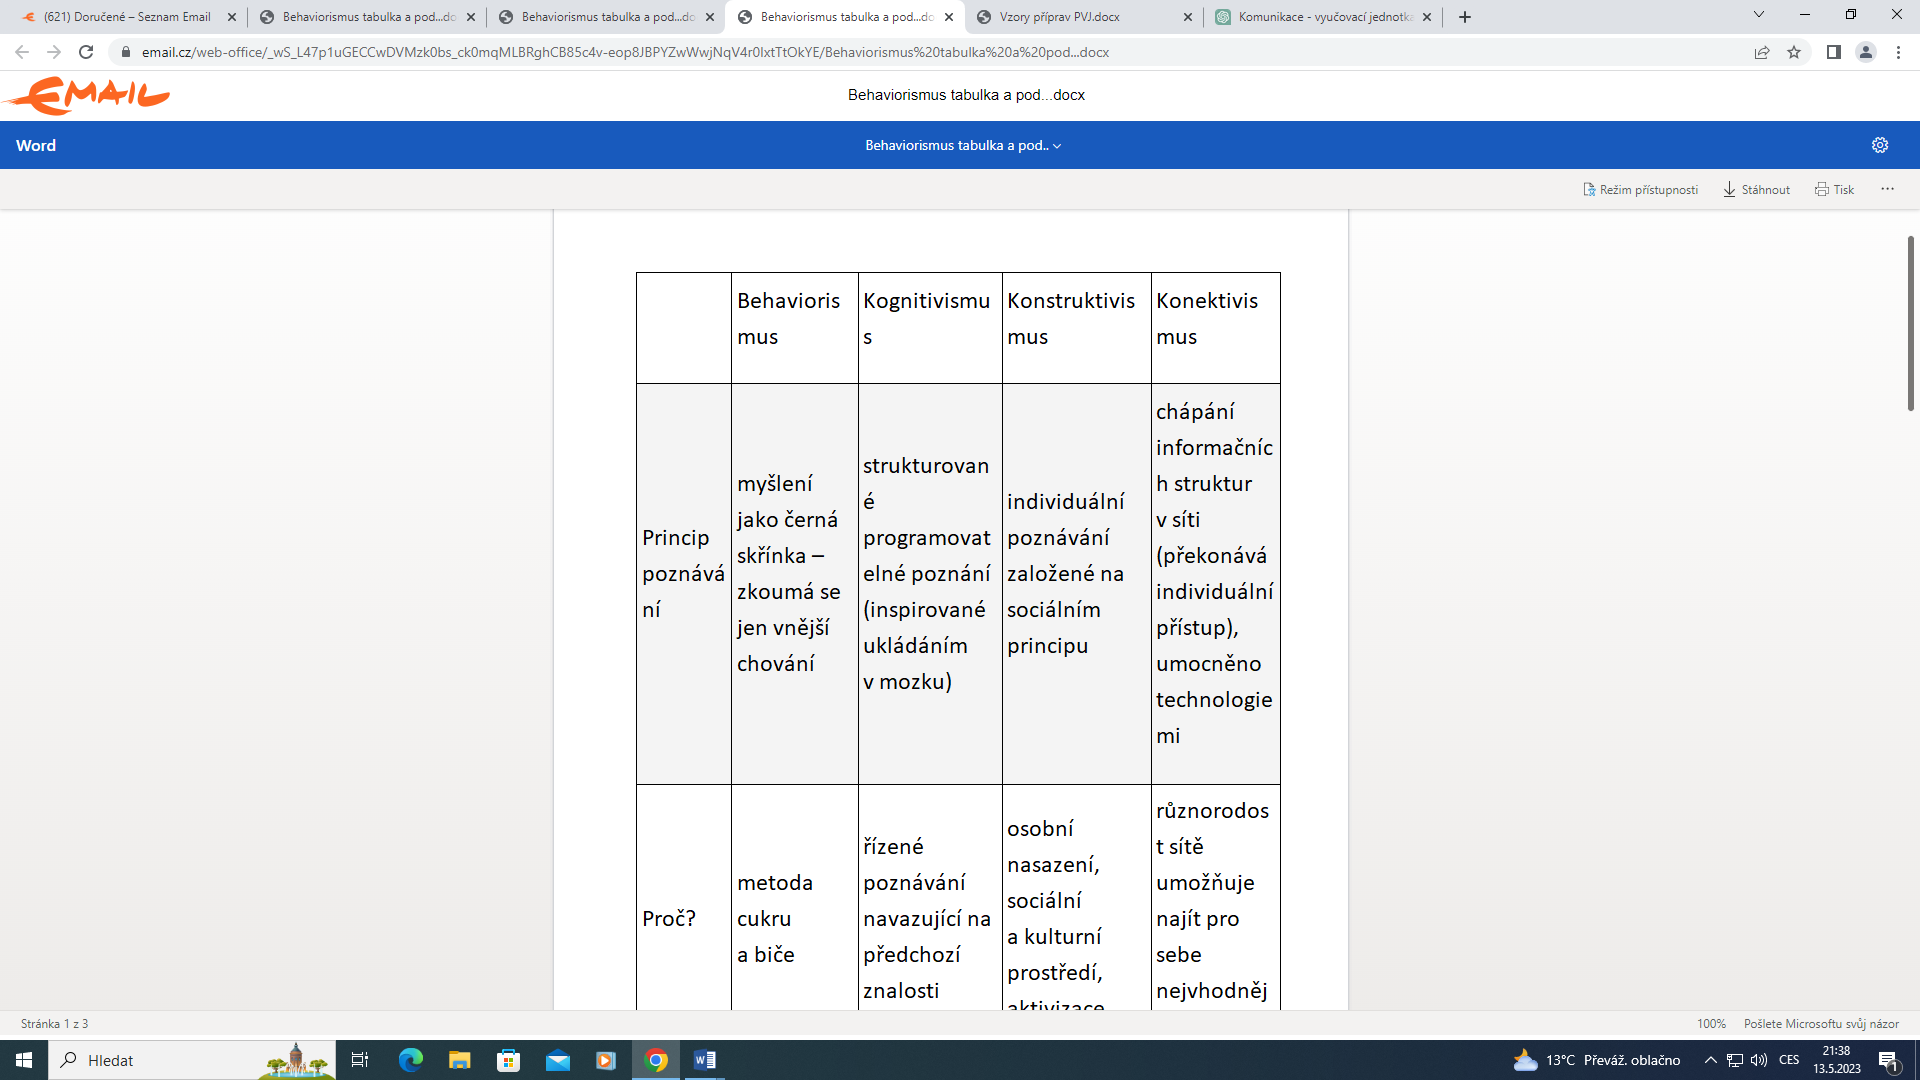 (621) Doručené – Seznam Email
Behaviorismus tabulka a pod...do
Behaviorismus tabulka a pod...do
Behaviorismus tabulka a pod...do
Vzory příprav PVJ.docx
Komunikace - vyučovací jednotka
email.cz/web-office/_wS_L47p1uGECCwDVMzk0bs_ck0mqMLBRghCB85c4v-eop8JBPYZwWwjNqV4r0lxtTtOkYE/Behaviorismus%20tabulka%20a%20pod...docx
EMAIL
Behaviorismus tabulka a pod...docx
Word
Behaviorismus tabulka a pod..
Režim přístupnosti
Stáhnout
Tisk
Behavioris
mus
Kognitivismu
s
Konstruktivis
mus
Konektivis
mus
Princip
poznává
ní
myšlení
jako černá
skřínka –
zkoumá se
jen vnější
chování
strukturovan
é
programovat
elné poznání
(inspirované
ukládáním
v mozku)
individuální
poznávání
založené na
sociálním
principu
chápání
informačníc
h struktur
v síti
(překonává
individuální
přístup),
umocněno
technologie
mi
Proč?
metoda
cukru
a biče
řízené
poznávání
navazující na
předchozí
znalosti
osobní
nasazení,
sociální
a kulturní
prostředí,
aktivizace
různorodos
t sítě
umožňuje
najít pro
sebe
nejvhodněj
Stránka 1 z 3
100%
Pošlete Microsoftu svůj názor
Hledat
13°C Převáž. oblačno
CES
21:38
13.5.2023
1